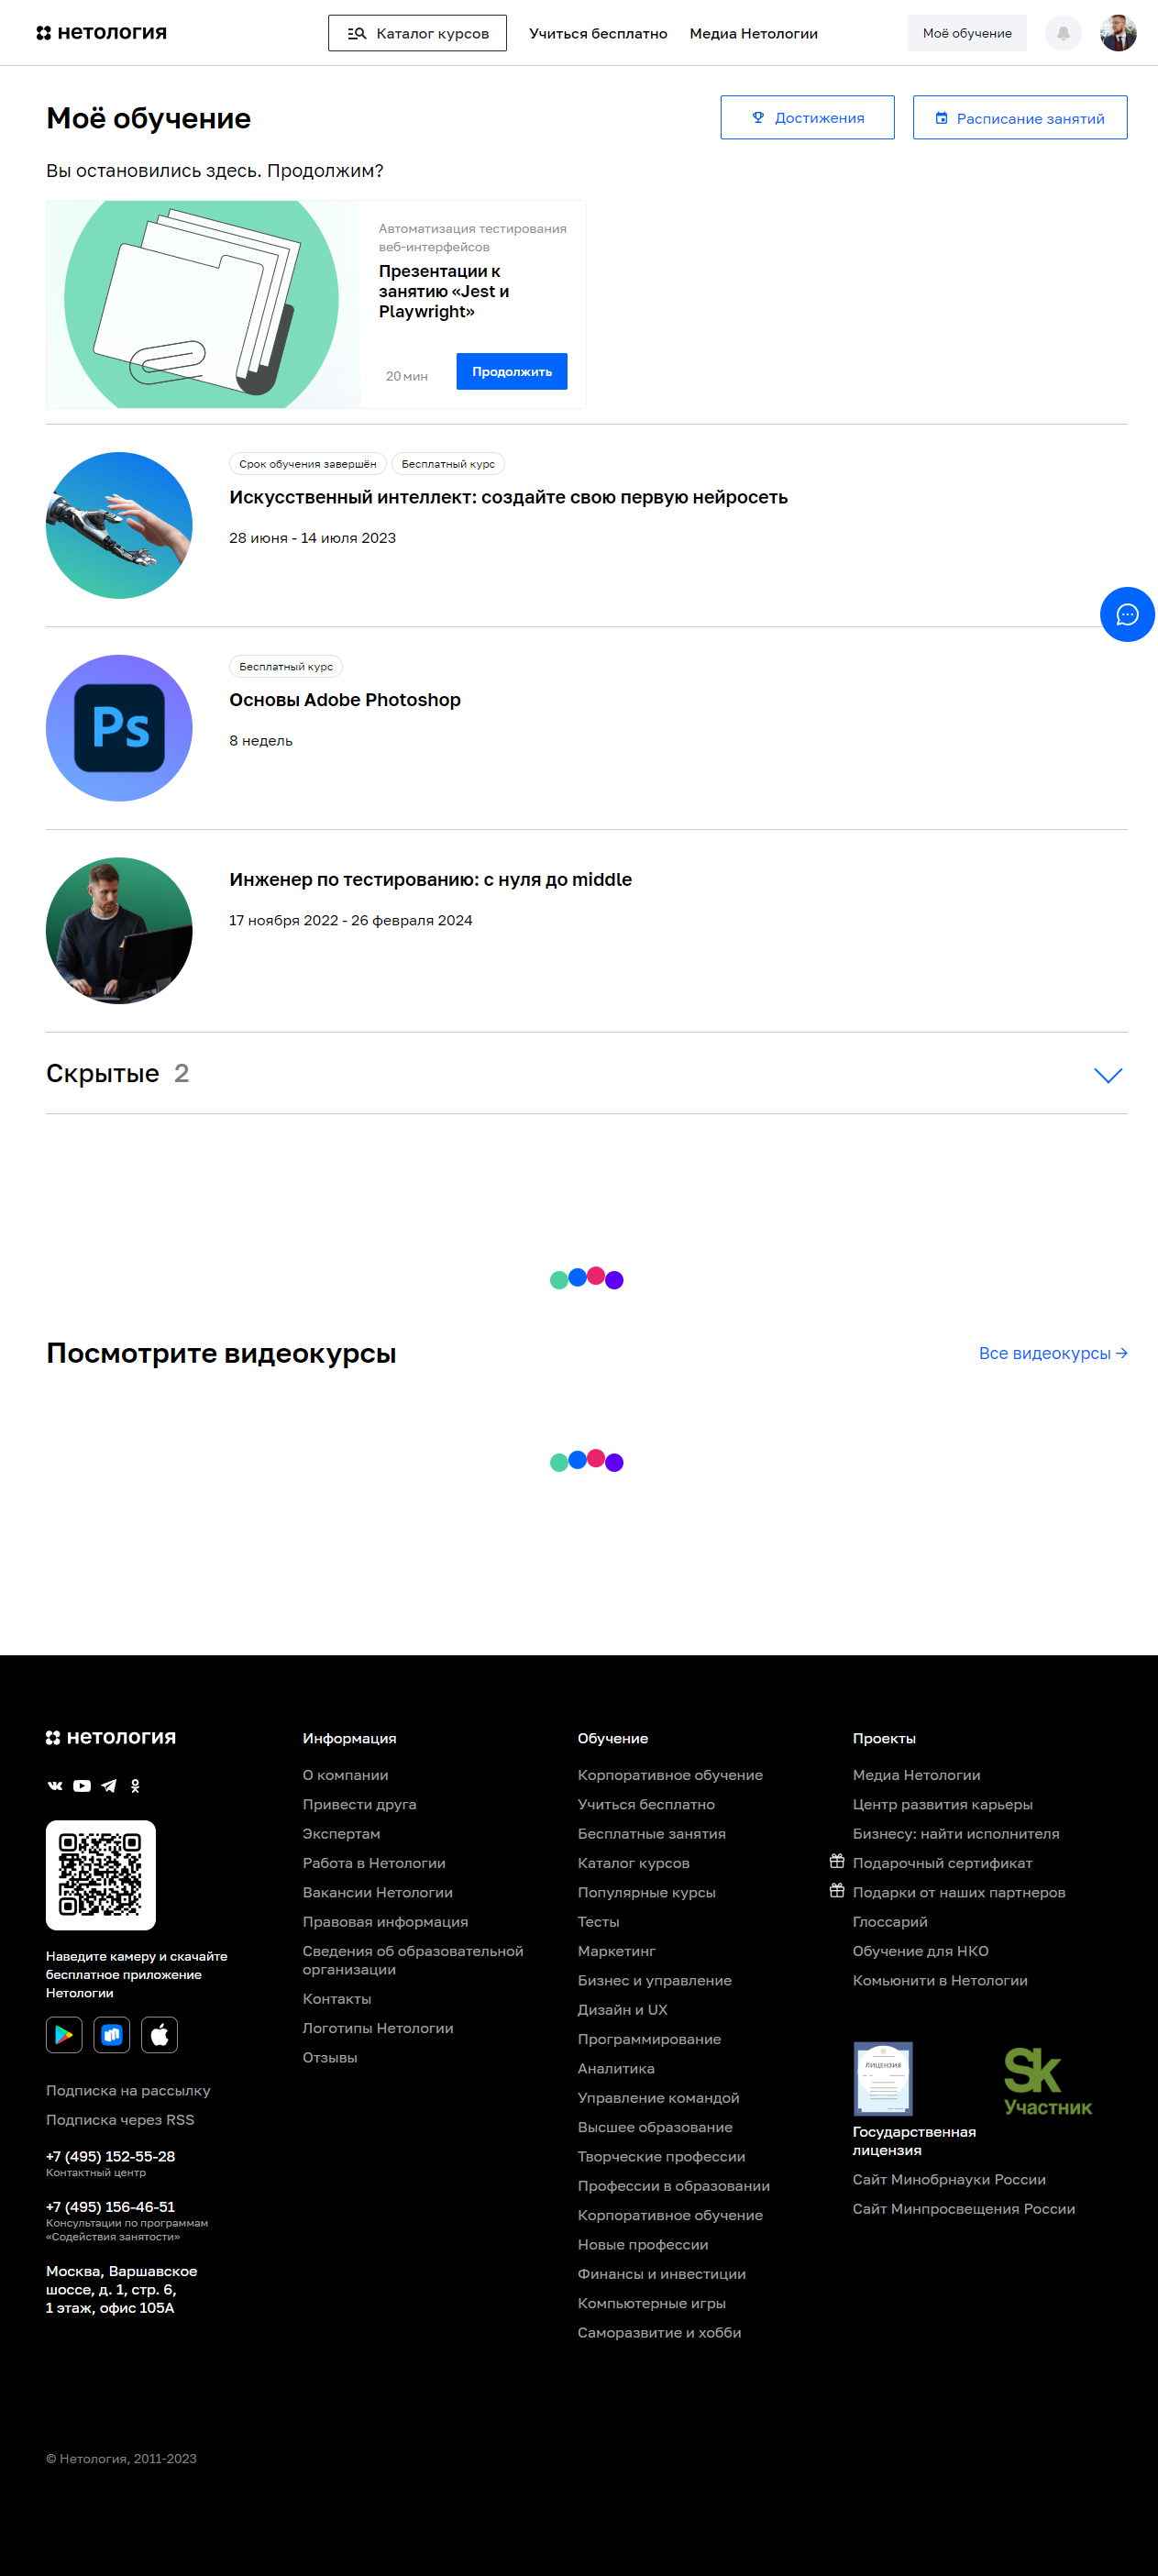 нетология
Каталог курсов
Учиться бесплатно
Медиа Нетологии
Моё обучение
Моё обучение
Достижения
Расписание занятий
Вы остановились здесь. Продолжим?
Автоматизация тестирования
веб-интерфейсов
Презентации к
занятию «Jest и
Playwright»
20 мин
Продолжить
Срок обучения завершён
Бесплатный курс
Искусственный интеллект: создайте свою первую нейросеть
28 июня - 14 июля 2023
Бесплатный курс
Ps
Основы Adobe Photoshop
8 недель
Инженер по тестированию: с нуля до middle
17 ноября 2022 - 26 февраля 2024
Скрытые 2
Посмотрите видеокурсы
Все видеокурсы →
нетология
Наведите камеру и скачайте
бесплатное приложение
Нетологии
Подписка на рассылку
Подписка через RSS
+7 (495) 152-55-28
Контактный центр
+7 (495) 156-46-51
Консультации по программам
«Содействия занятости»
Москва, Варшавское
шоссе, д. 1, стр. 6,
1 этаж, офис 105А
Информация
О компании
Привести друга
Экспертам
Работа в Нетологии
Вакансии Нетологии
Правовая информация
Сведения об образовательной
организации
Контакты
Логотипы Нетологии
Отзывы
Обучение
Корпоративное обучение
Учиться бесплатно
Бесплатные занятия
Каталог курсов
Популярные курсы
Тесты
Маркетинг
Бизнес и управление
Дизайн и UX
Программирование
Аналитика
Управление командой
Высшее образование
Творческие профессии
Профессии в образовании
Корпоративное обучение
Новые профессии
Финансы и инвестиции
Компьютерные игры
Саморазвитие и хобби
Проекты
Медиа Нетологии
Центр развития карьеры
Бизнесу: найти исполнителя
Подарочный сертификат
Подарки от наших партнеров
Глоссарий
Обучение для НКО
Комьюнити в Нетологии
ЛИЦЕНЗИЯ
Государственная
лицензия
Sk
Участник
Сайт Минобрнауки России
Сайт Минпросвещения России
© Нетология, 2011-2023